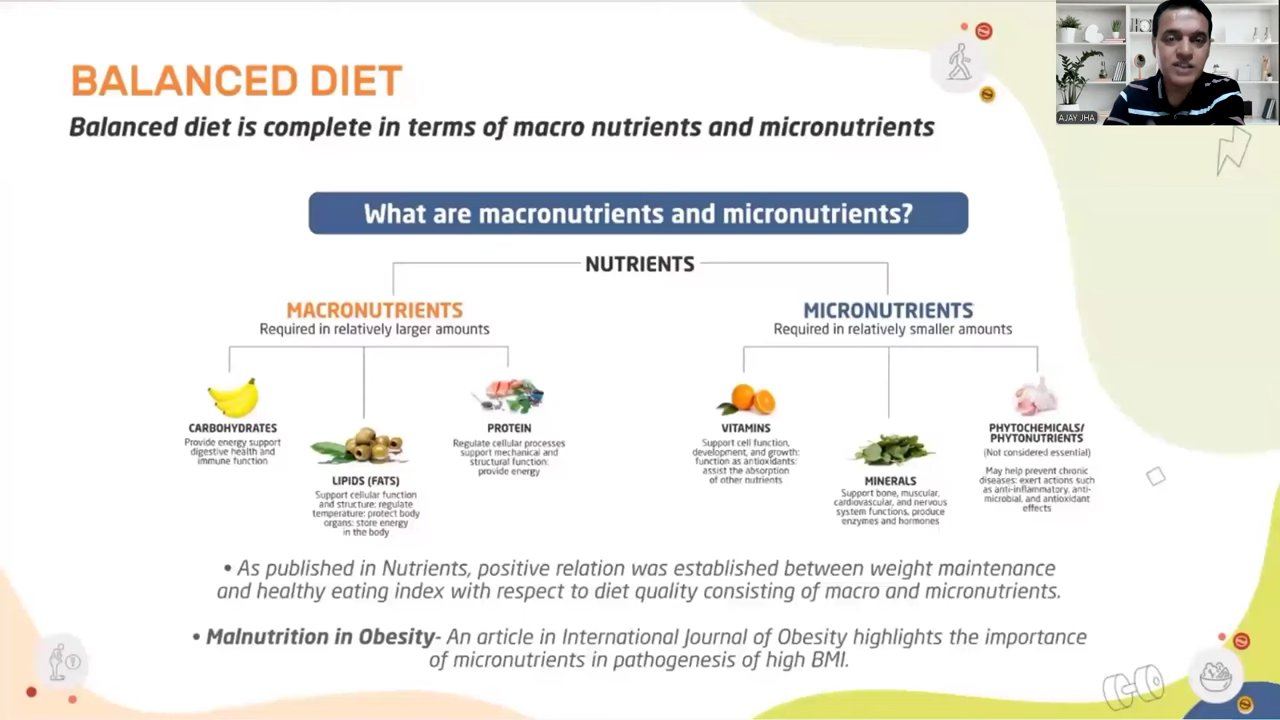 BALANCED DIET
Balanced diet is complete in terms of macro nutrients and micronutrients
AJAY JHA
What are macronutrients and micronutrients?
NUTRIENTS
MACRONUTRIENTS
Required in relatively larger amounts
CARBOHYDRATES
Provide energy support
digestive health and
immune function
LIPIDS (FATS)
Support cellular function
and structure: regulate
temperature: protect body
organs: store energy
in the body
PROTEIN
Regulate cellular processes
support mechanical and
structural function:
provide energy
MICRONUTRIENTS
Required in relatively smaller amounts
VITAMINS
Support cell function,
development, and growth:
function as antioxidants:
assist the absorption
of other nutrients
MINERALS
Support bone, muscular,
cardiovascular, and nervous
system functions, produce
enzymes and hormones
PHYTOCHEMICALS/
PHYTONUTRIENTS
(Not considered essential)
May help prevent chronic
diseases: exert actions such
as anti-inflammatory, anti-
microbial, and antioxidant
effects
• As published in Nutrients, positive relation was established between weight maintenance
and healthy eating index with respect to diet quality consisting of macro and micronutrients.
• Malnutrition in Obesity- An article in International Journal of Obesity highlights the importance
of micronutrients in pathogenesis of high BMI.